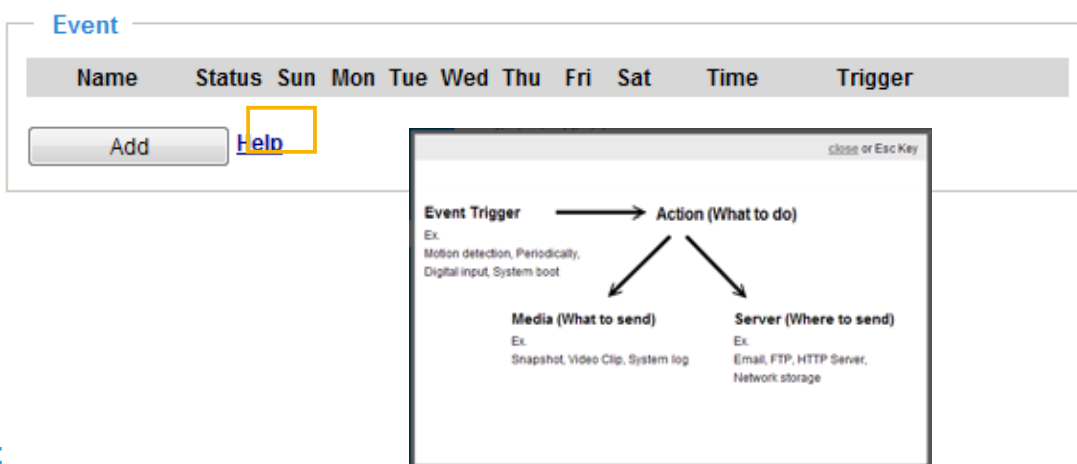 Event
Name Status Sun Mon Tue Wed Thu Fri Sat Time Trigger
Add Help
close or Esc Key
Event Trigger Action (What to do)
Ex.
Motion detection, Periodically,
Digital input, System boot
Media (What to send) Server (Where to send)
Ex. Ex.
Snapshot, Video Clip, System log Email, FTP, HTTP Server,
Network storage